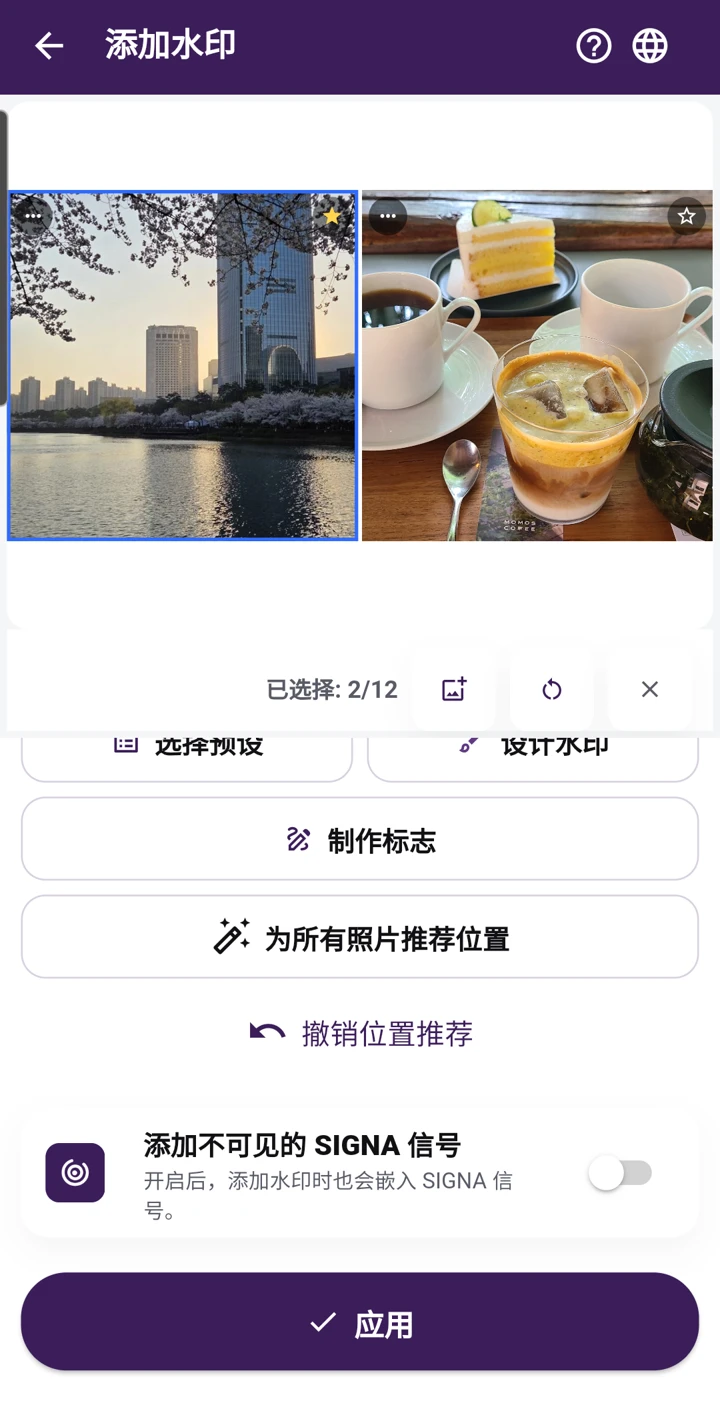 添加水印
MOMOS
COFFEE
已选择: 2/12
选择预设
设计水印
制作标志
为所有照片推荐位置
撤销位置推荐
添加不可见的 SIGNA 信号
开启后，添加水印时也会嵌入 SIGNA 信
号。
应用